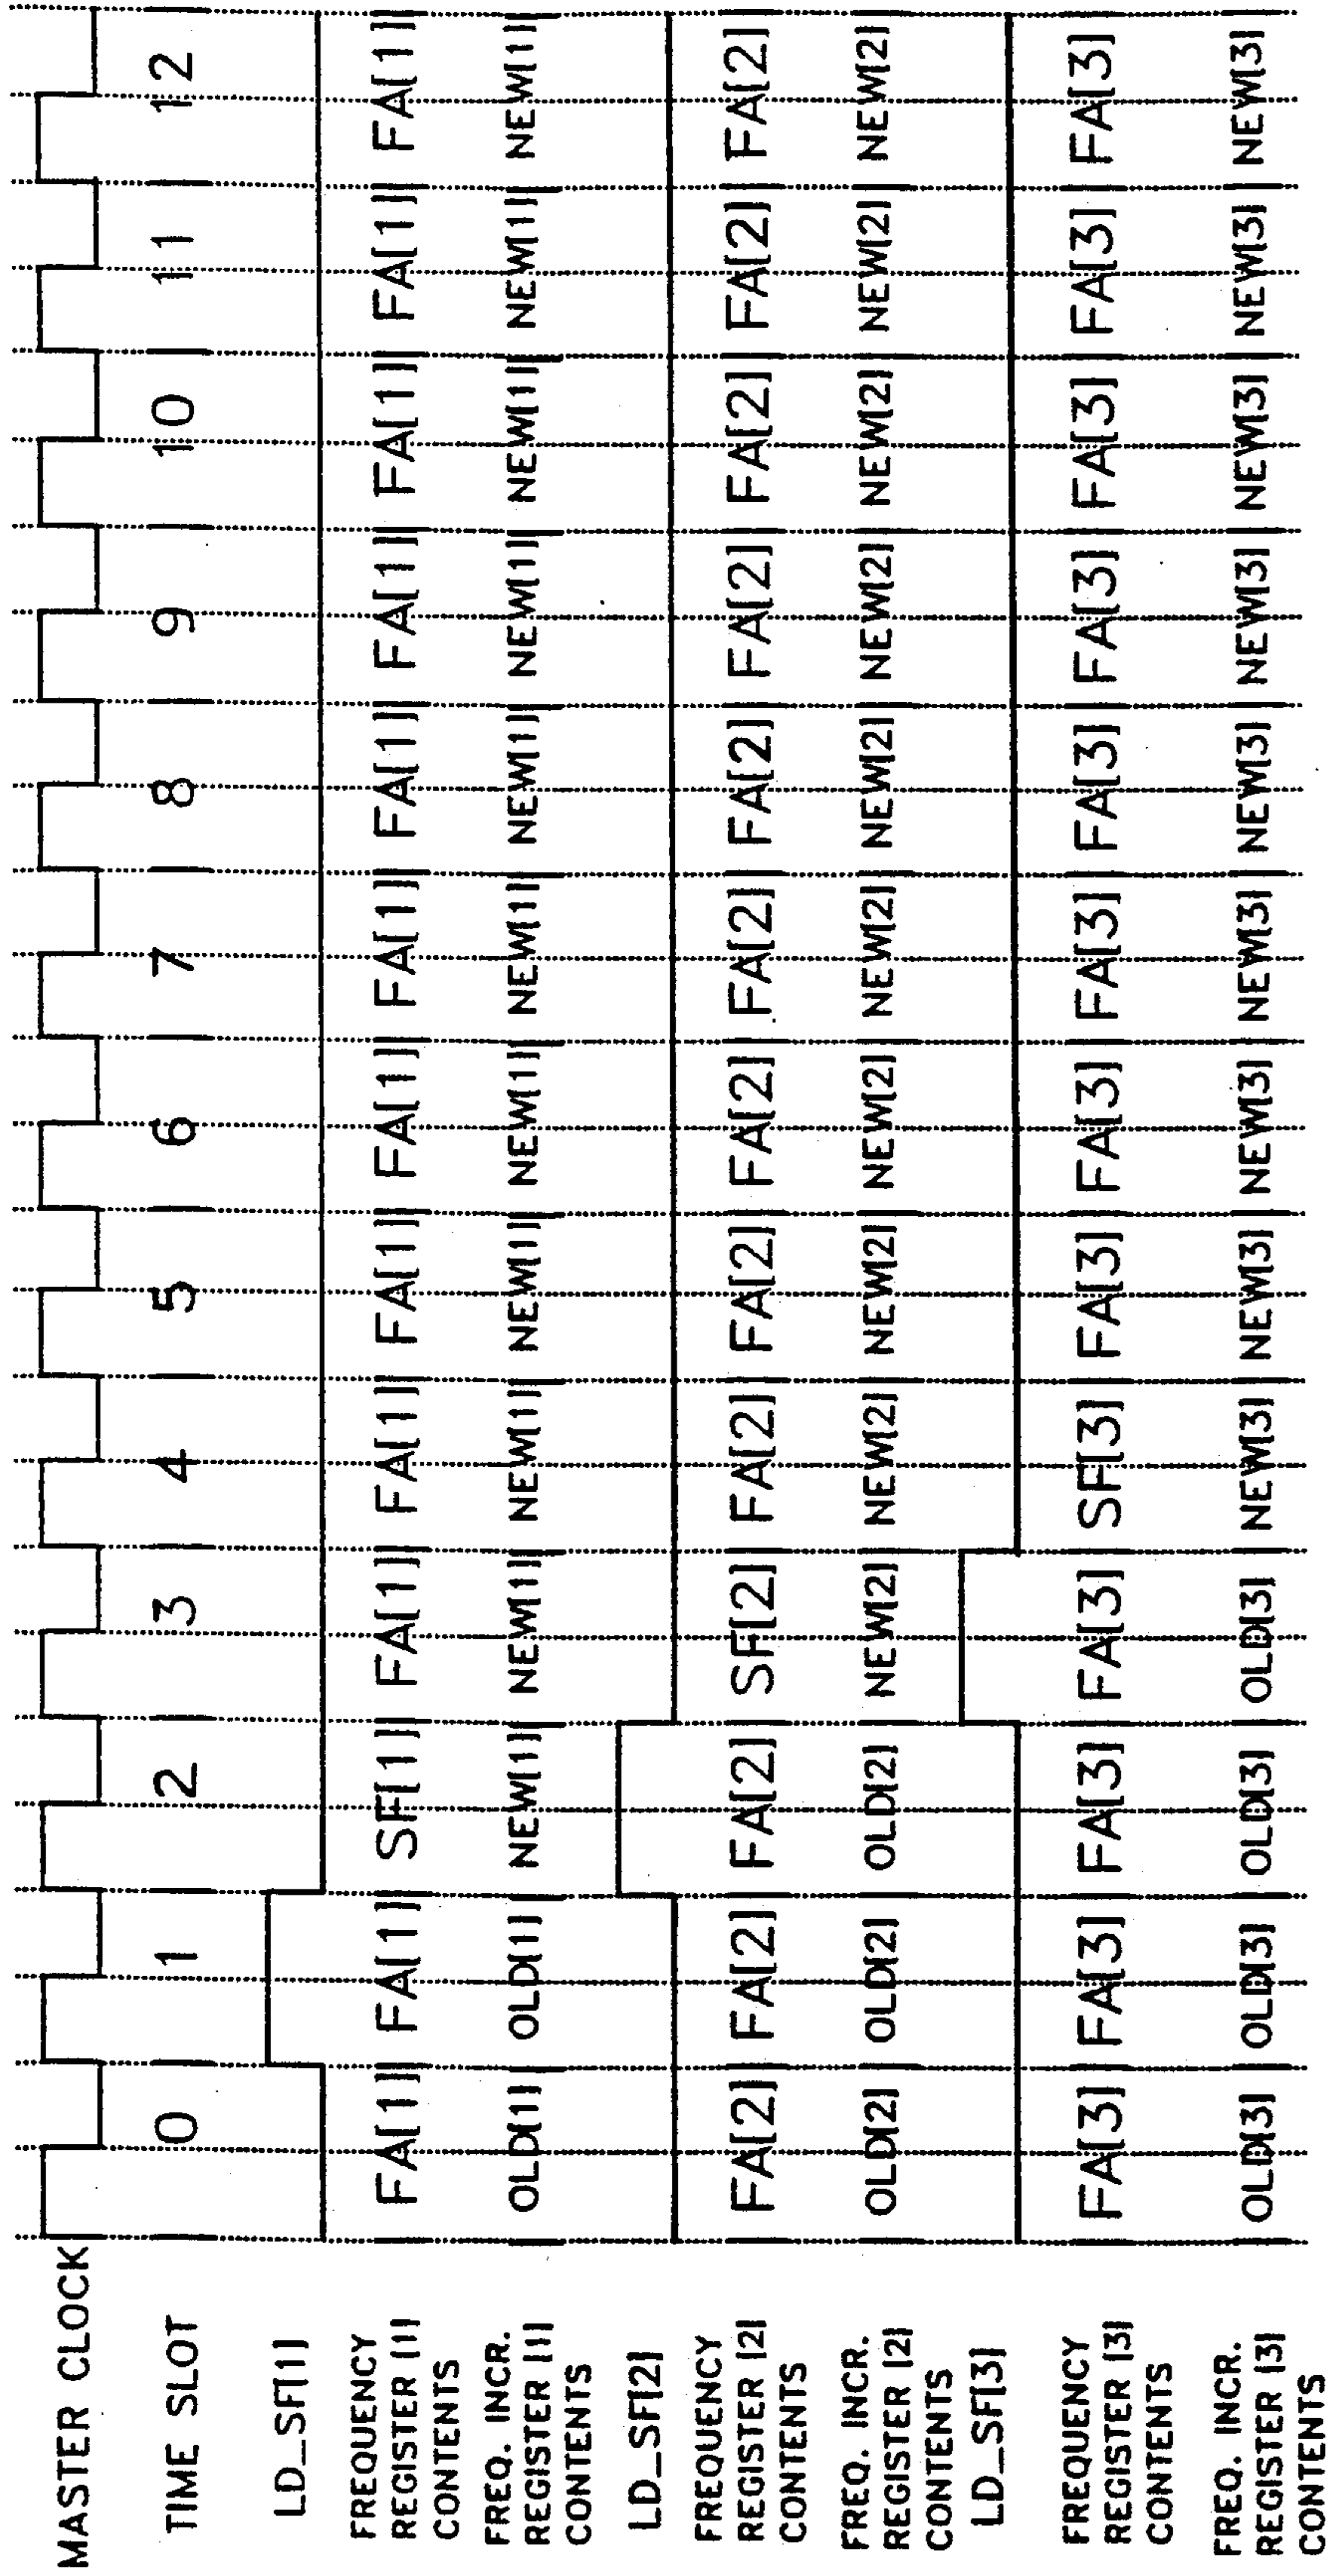 MASTER CLOCK
TIME SLOT 0 1 2 3 4 5 6 7 8 9 10 11 12
LD_SF[1]
FREQUENCY
REGISTER [1]
CONTENTS
FA[1] FA[1] SF[1] FA[1] FA[1] FA[1] FA[1] FA[1] FA[1] FA[1] FA[1] FA[1] FA[1]
FREQ. INCR.
REGISTER [1]
CONTENTS
OLD[1] OLD[1] NEW[1] NEW[1] NEW[1] NEW[1] NEW[1] NEW[1] NEW[1] NEW[1] NEW[1] NEW[1] NEW[1]
LD_SF[2]
FREQUENCY
REGISTER [2]
CONTENTS
FA[2] FA[2] FA[2] SF[2] FA[2] FA[2] FA[2] FA[2] FA[2] FA[2] FA[2] FA[2] FA[2]
FREQ. INCR.
REGISTER [2]
CONTENTS
OLD[2] OLD[2] OLD[2] NEW[2] NEW[2] NEW[2] NEW[2] NEW[2] NEW[2] NEW[2] NEW[2] NEW[2] NEW[2]
LD_SF[3]
FREQUENCY
REGISTER [3]
CONTENTS
FA[3] FA[3] FA[3] FA[3] SF[3] FA[3] FA[3] FA[3] FA[3] FA[3] FA[3] FA[3] FA[3]
FREQ. INCR.
REGISTER [3]
CONTENTS
OLD[3] OLD[3] OLD[3] OLD[3] NEW[3] NEW[3] NEW[3] NEW[3] NEW[3] NEW[3] NEW[3] NEW[3] NEW[3]